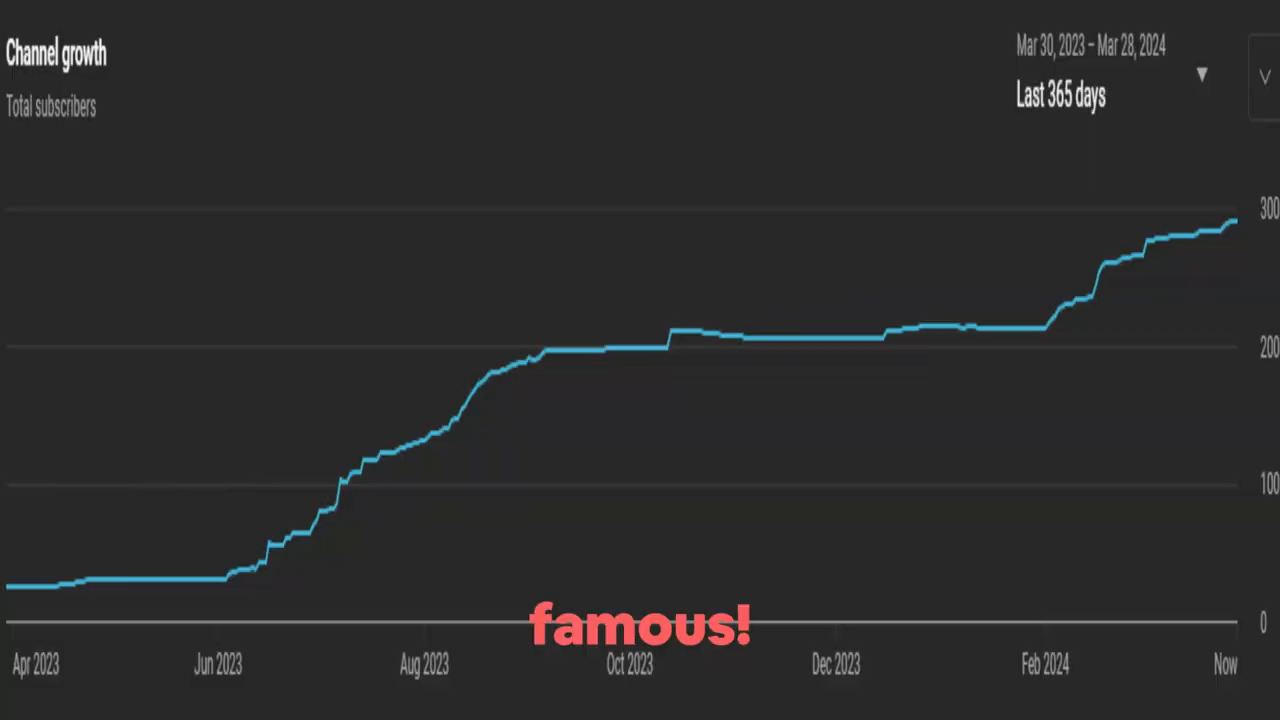 Channel growth
Total subscribers
Mar 30, 2023 – Mar 28, 2024
Last 365 days
300
200
100
0
famous!
Apr 2023
Jun 2023
Aug 2023
Oct 2023
Dec 2023
Feb 2024
Now